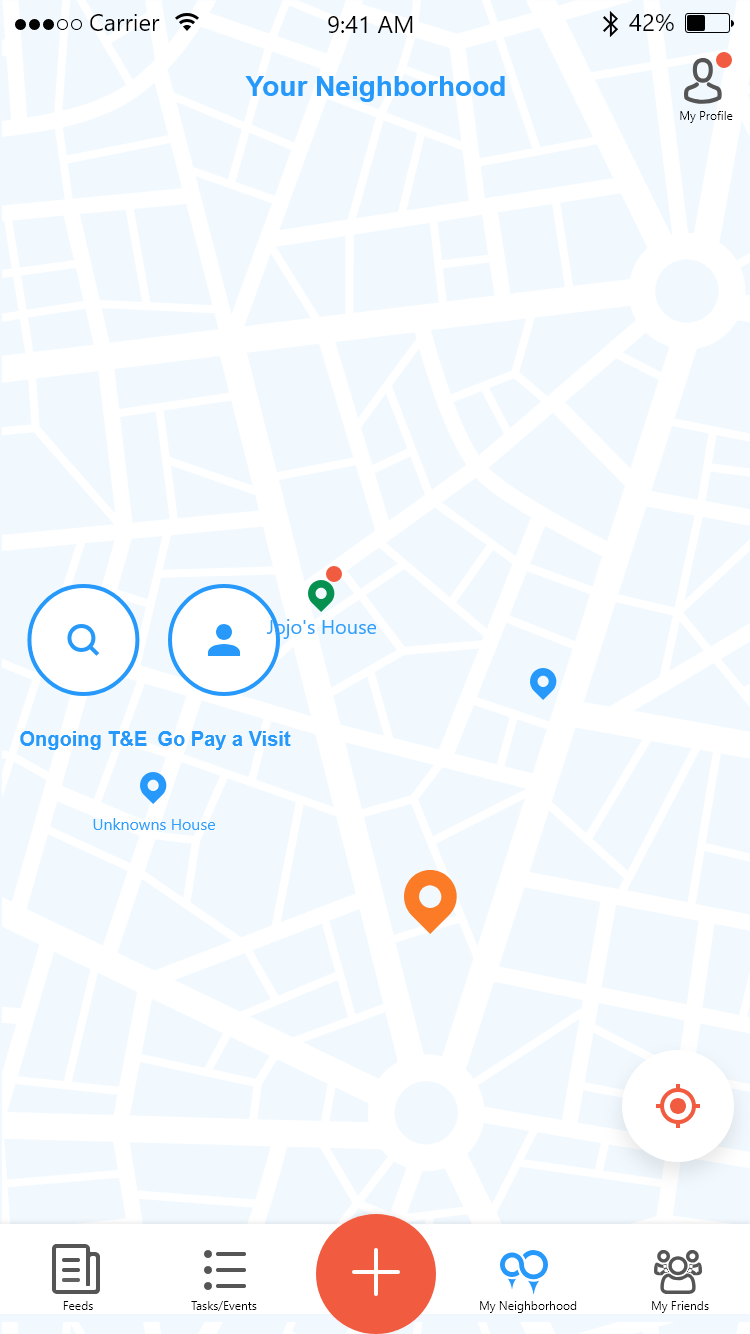 Carrier 9:41 AM 42%
Your Neighborhood
My Profile
Jojo's House
Ongoing T&E Go Pay a Visit
Unknowns House
Feeds Tasks/Events My Neighborhood My Friends